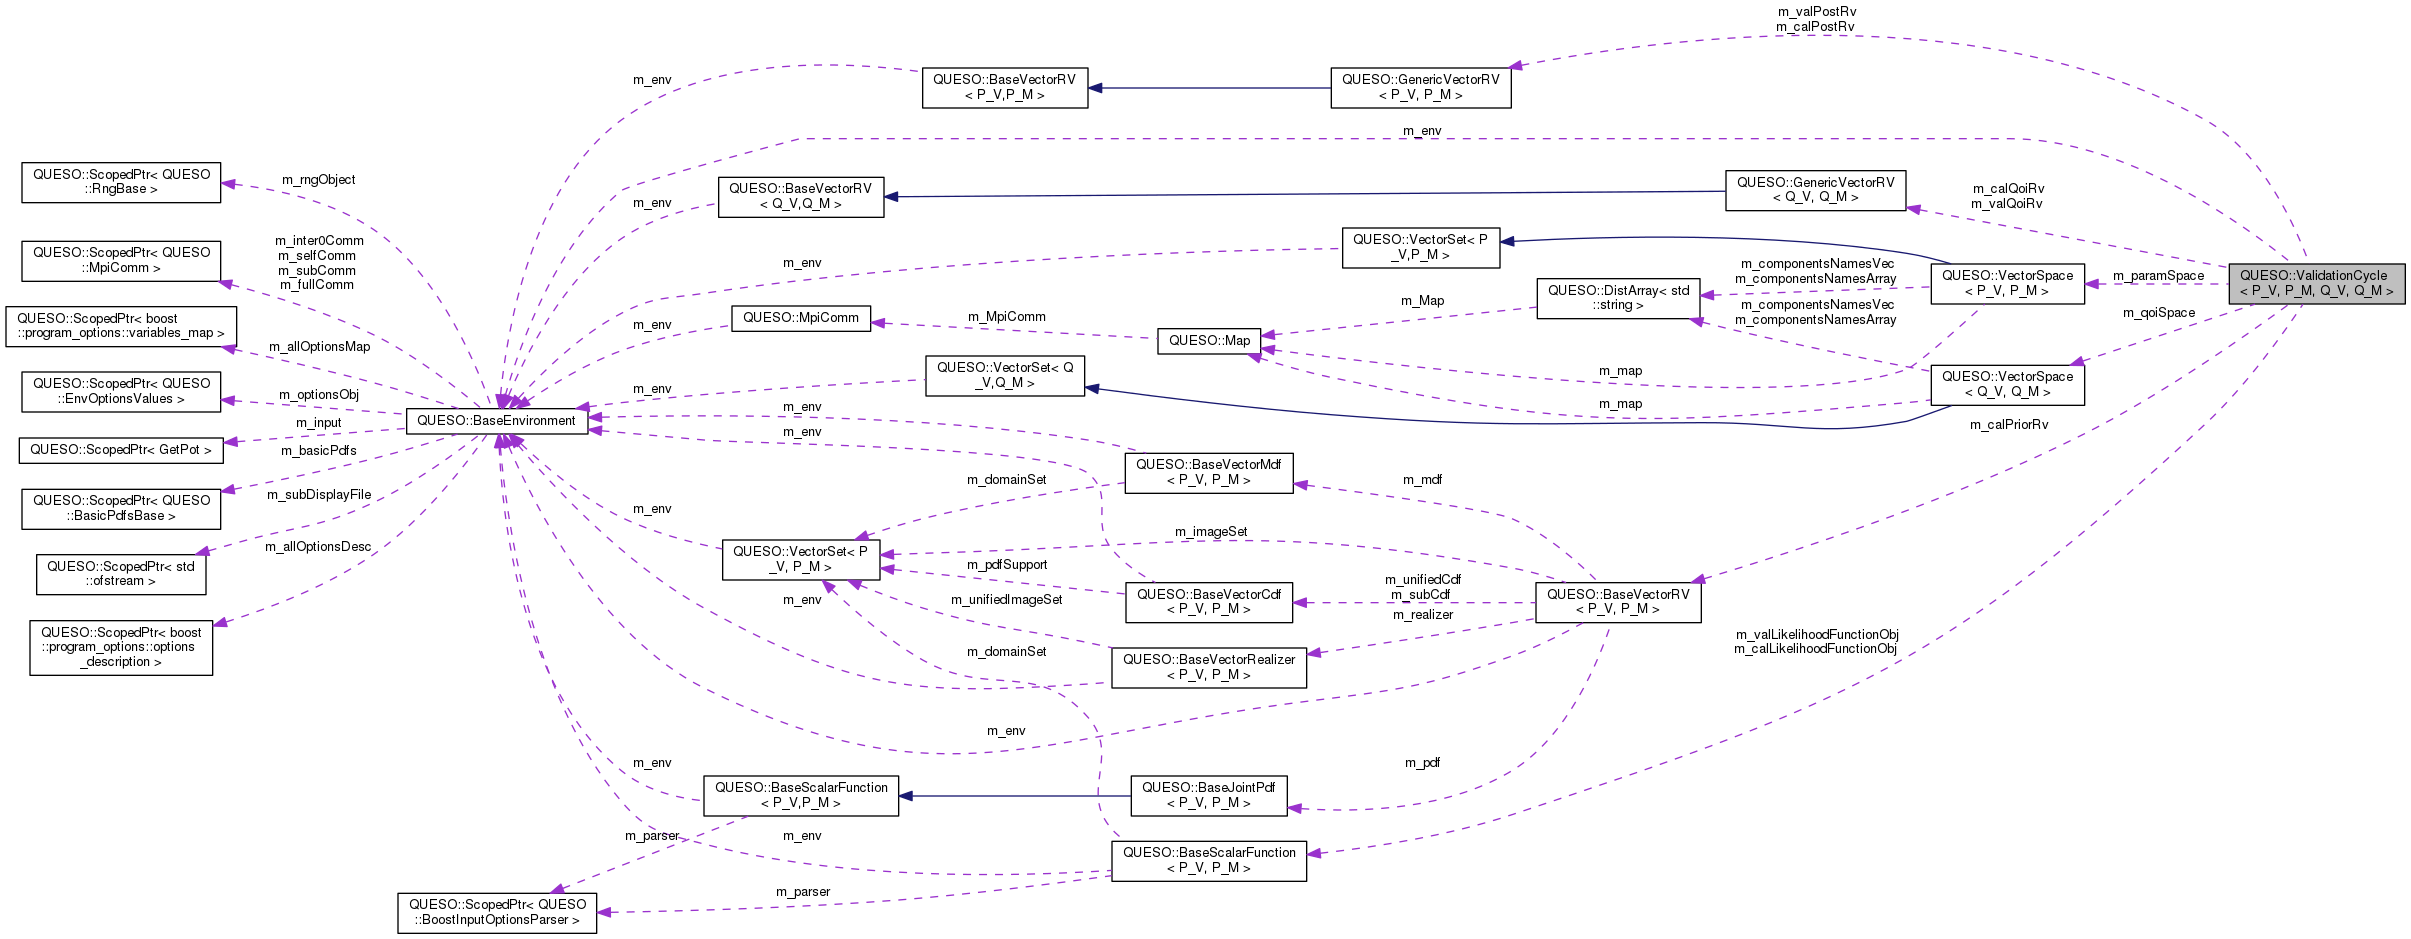 m_valPostRv
m_calPostRv
m_env
QUESO::BaseVectorRV
< P_V,P_M >
QUESO::GenericVectorRV
< P_V, P_M >
m_env
QUESO::ScopedPtr< QUESO
::RngBase >
m_rngObject
m_env
QUESO::BaseVectorRV
< Q_V,Q_M >
QUESO::GenericVectorRV
< Q_V, Q_M >
m_calQoiRv
m_valQoiRv
QUESO::ScopedPtr< QUESO
::MpiComm >
m_inter0Comm
m_selfComm
m_subComm
m_fullComm
m_env
QUESO::VectorSet< P
_V,P_M >
m_componentsNamesVec
m_componentsNamesArray
QUESO::VectorSpace
< P_V, P_M >
m_paramSpace
QUESO::ValidationCycle
< P_V, P_M, Q_V, Q_M >
QUESO::DistArray< std
::string >
m_Map
m_componentsNamesVec
m_componentsNamesArray
m_qoiSpace
QUESO::ScopedPtr< boost
::program_options::variables_map >
m_allOptionsMap
m_env
QUESO::MpiComm
m_MpiComm
QUESO::Map
m_map
QUESO::ScopedPtr< QUESO
::EnvOptionsValues >
m_optionsObj
m_env
QUESO::VectorSet< Q
_V,Q_M >
m_map
QUESO::VectorSpace
< Q_V, Q_M >
m_input
QUESO::BaseEnvironment
m_env
m_env
m_calPriorRv
QUESO::ScopedPtr< GetPot >
m_basicPdfs
QUESO::BaseVectorMdf
< P_V, P_M >
m_domainSet
m_mdf
QUESO::ScopedPtr< QUESO
::BasicPdfsBase >
m_subDisplayFile
m_env
m_imageSet
m_allOptionsDesc
QUESO::VectorSet< P
_V, P_M >
m_pdfSupport
QUESO::ScopedPtr< std
::ofstream >
m_env
m_unifiedImageSet
QUESO::BaseVectorCdf
< P_V, P_M >
m_unifiedCdf
m_subCdf
m_realizer
QUESO::BaseVectorRV
< P_V, P_M >
QUESO::ScopedPtr< boost
::program_options::options
_description >
m_domainSet
QUESO::BaseVectorRealizer
< P_V, P_M >
m_valLikelihoodFunctionObj
m_calLikelihoodFunctionObj
m_env
m_env
m_pdf
QUESO::BaseScalarFunction
< P_V,P_M >
QUESO::BaseJointPdf
< P_V, P_M >
m_parser
m_env
QUESO::BaseScalarFunction
< P_V, P_M >
m_parser
QUESO::ScopedPtr< QUESO
::BoostInputOptionsParser >